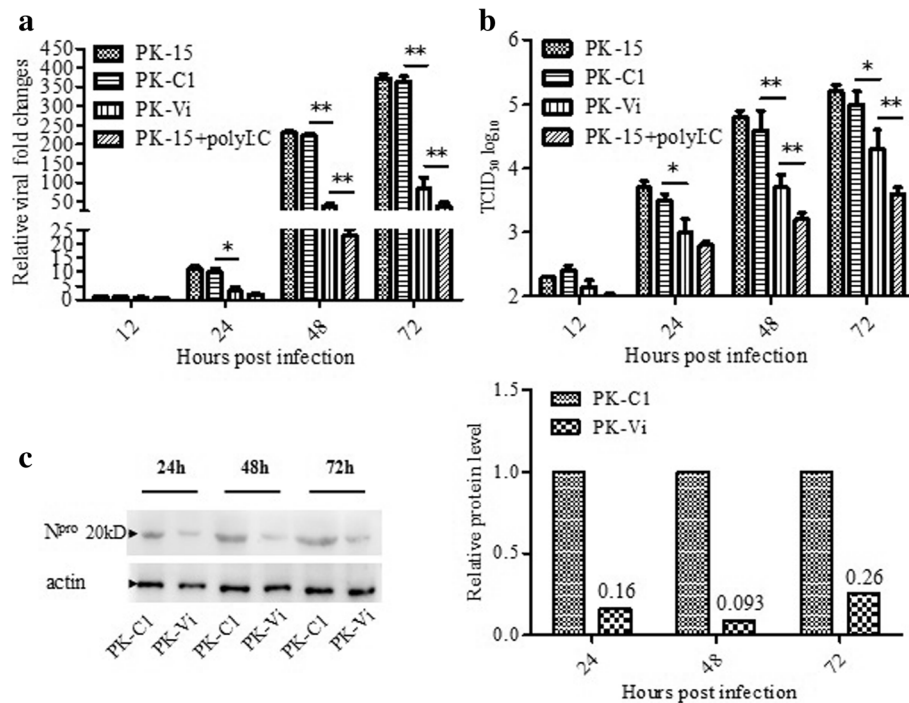 a
Relative viral fold changes
450
400
350
300
250
200
150
100
50
25
20
15
10
5
0
PK-15
PK-C1
PK-Vi
PK-15+polyI:C
*
**
**
**
**
12
24
48
72
Hours post infection
b
TCID50 log10
6
5
4
3
2
PK-15
PK-C1
PK-Vi
PK-15+polyI:C
*
**
**
*
**
12
24
48
72
Hours post infection
c
24h 48h 72h
Npro 20kD
actin
PK-C1 PK-Vi PK-C1 PK-Vi PK-C1 PK-Vi
Relative protein level
1.5
1.0
0.5
0.0
PK-C1
PK-Vi
0.16
0.093
0.26
24
48
72
Hours post infection